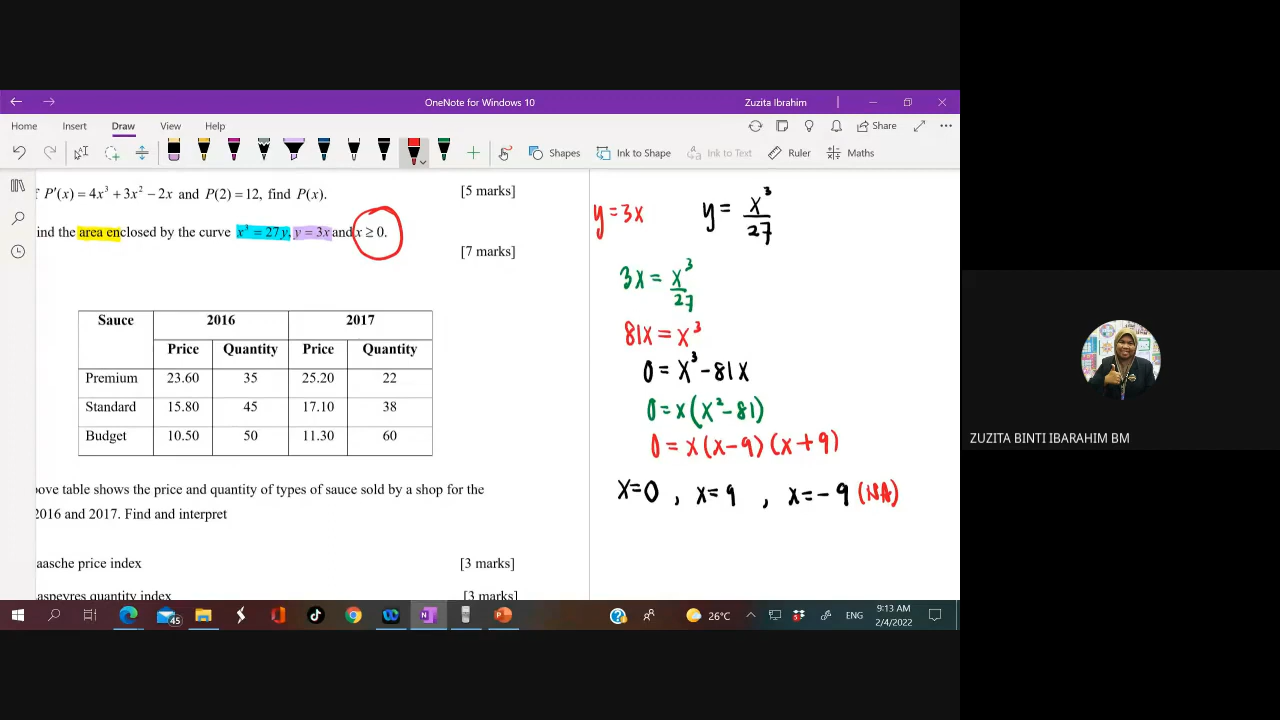 OneNote for Windows 10
Zuzita Ibrahim
Home Insert Draw View Help
Share
Shapes Ink to Shape Ink to Text Ruler Maths
f P′(x) = 4x³ + 3x² − 2x and P(2) = 12, find P(x).
[5 marks]
ind the area enclosed by the curve x³ = 27y, y = 3x and x ≥ 0.
[7 marks]
Sauce 2016 2017
Price Quantity Price Quantity
Premium 23.60 35 25.20 22
Standard 15.80 45 17.10 38
Budget 10.50 50 11.30 60
ove table shows the price and quantity of types of sauce sold by a shop for the
2016 and 2017. Find and interpret
aasche price index [3 marks]
aspeyres quantity index [3 marks]
y = 3x y = x³/27
3x = x³/27
81x = x³
0 = x³ − 81x
0 = x(x² − 81)
0 = x(x − 9)(x + 9)
x = 0 , x = 9 , x = −9 (NA)
ZUZITA BINTI IBARAHIM BM
45
26°C
ENG
9:13 AM
2/4/2022